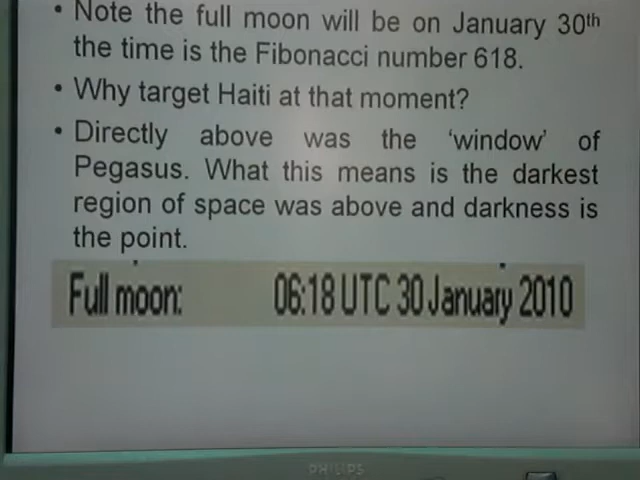 • Note the full moon will be on January 30th
the time is the Fibonacci number 618.
• Why target Haiti at that moment?
• Directly above was the 'window' of
Pegasus. What this means is the darkest
region of space was above and darkness is
the point.
Full moon: 06:18 UTC 30 January 2010
PHILIPS